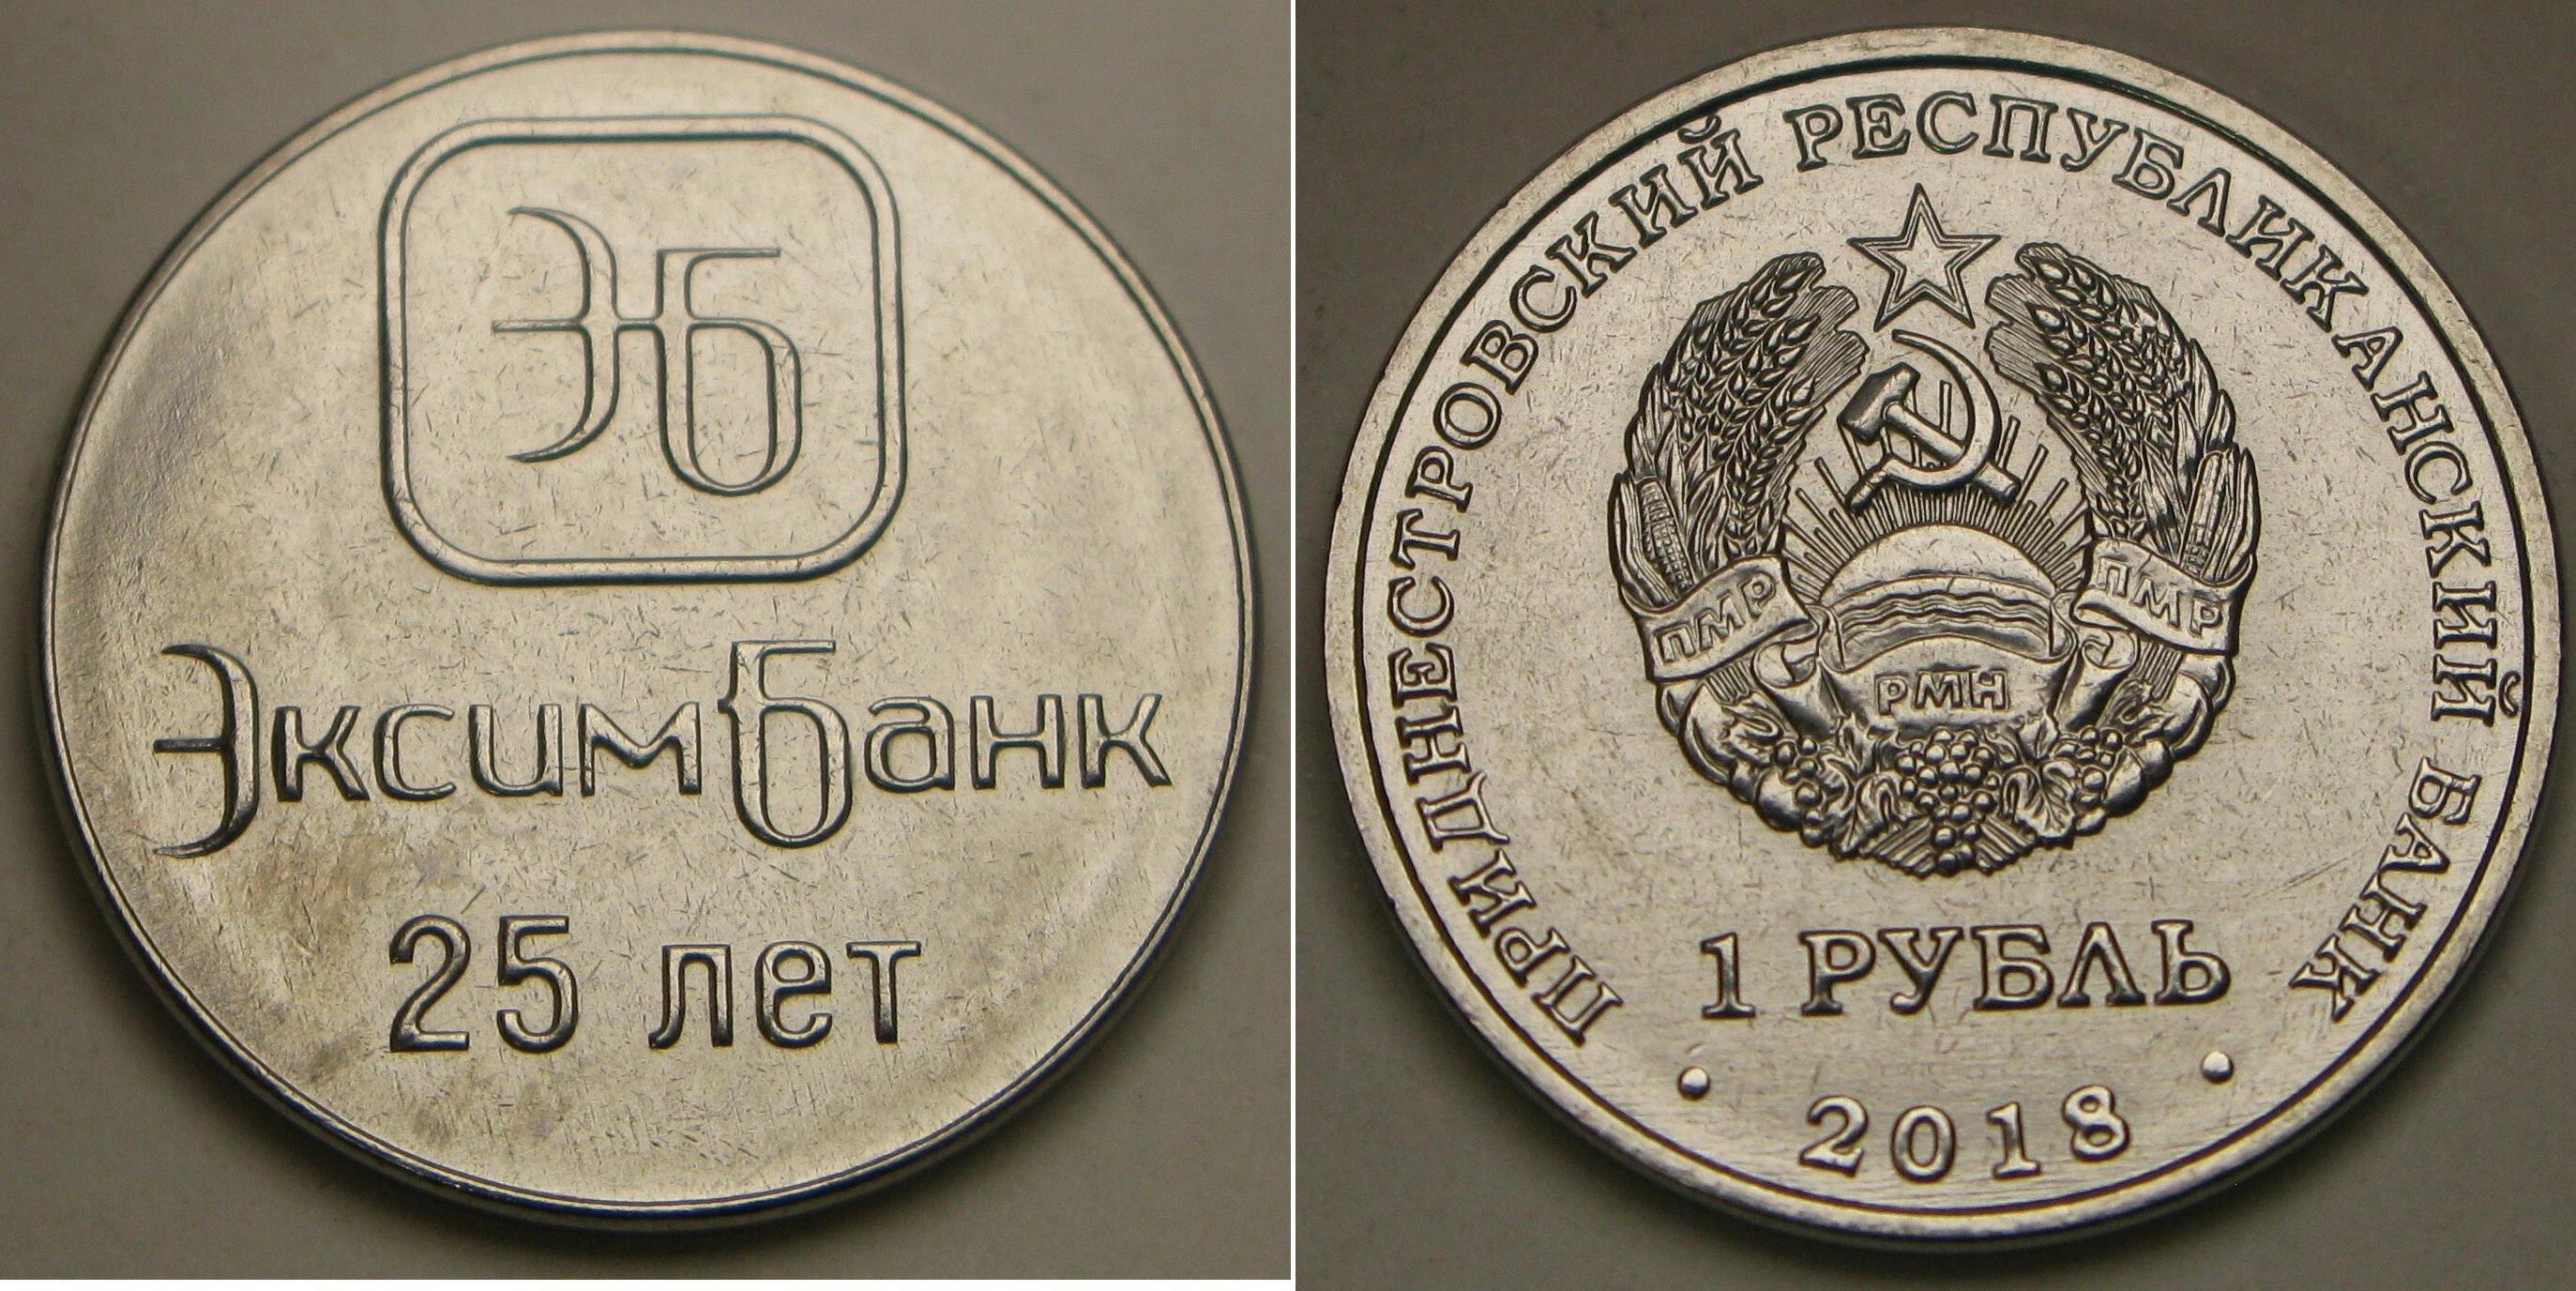 ЭБ
ЭксимБанк
25 лет
ПРИДНЕСТРОВСКИЙ РЕСПУБЛИКАНСКИЙ БАНК
ПМР
ПМР
РМН
1 РУБЛЬ
• 2018 •